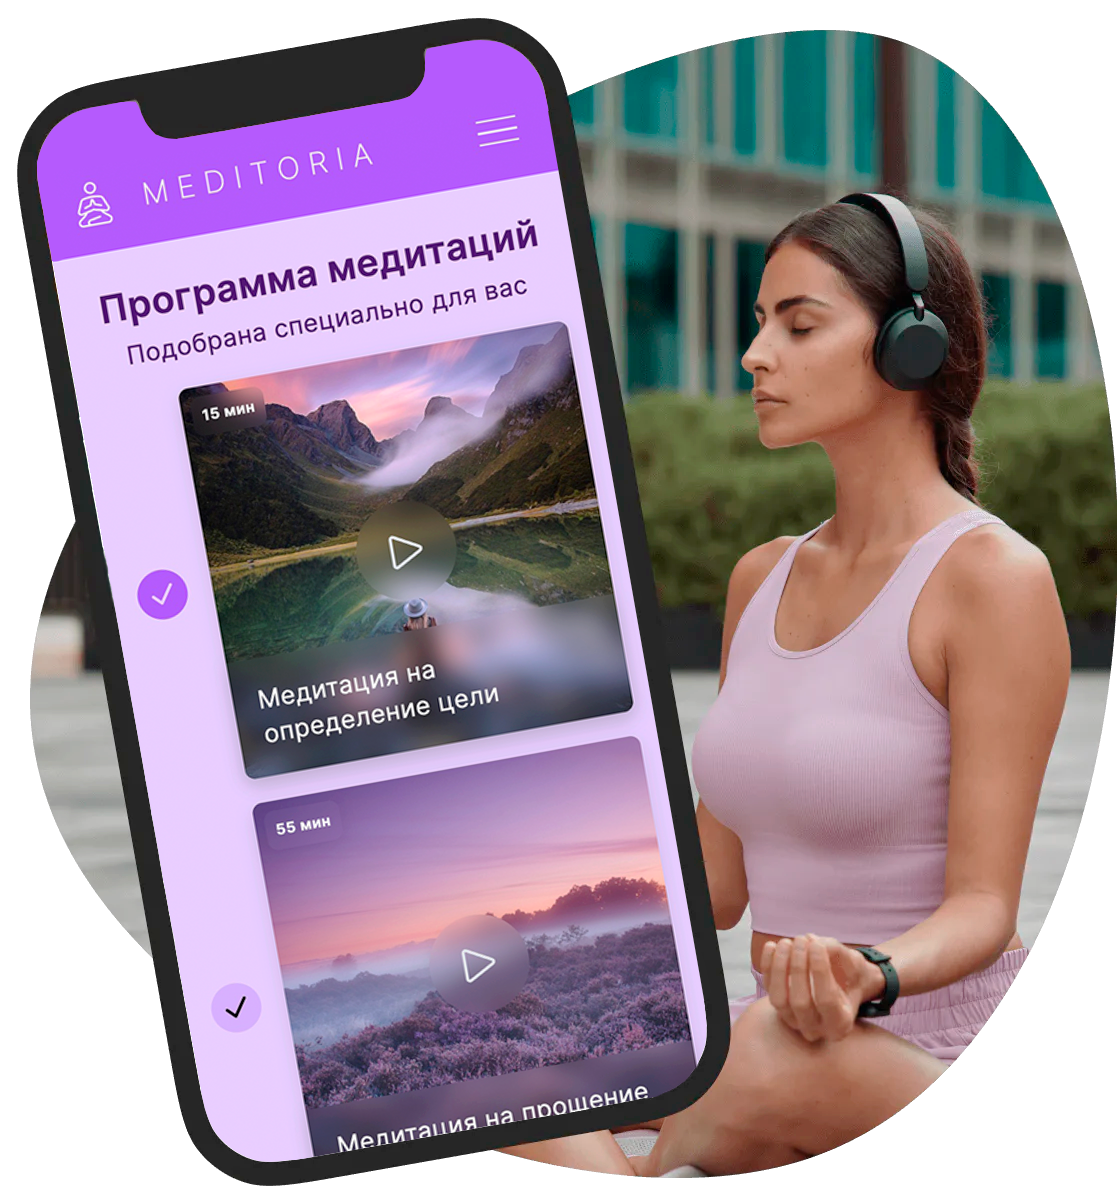 MEDITORIA
Программа медитаций
Подобрана специально для вас
15 мин
Медитация на
определение цели
55 мин
Медитация на прощение